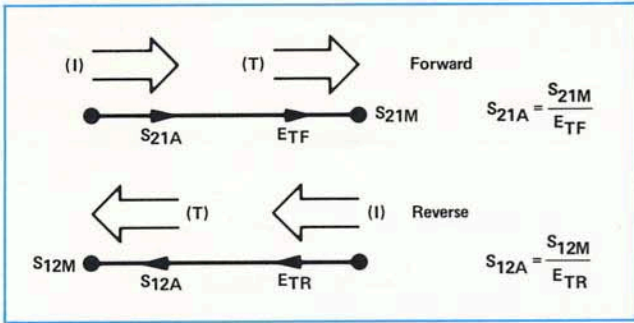 (I) (T) Forward
S21A = S21M / ETF
S21A ETF S21M
(T) (I) Reverse
S12M S12A ETR
S12A = S12M / ETR